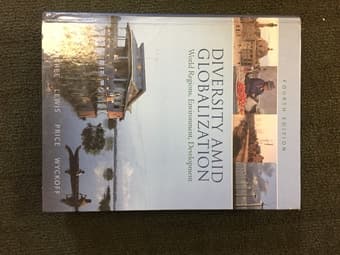 FOURTH EDITION
DIVERSITY AMID
GLOBALIZATION
World Regions, Environment, Development
LEWIS PRICE WYCKOFF